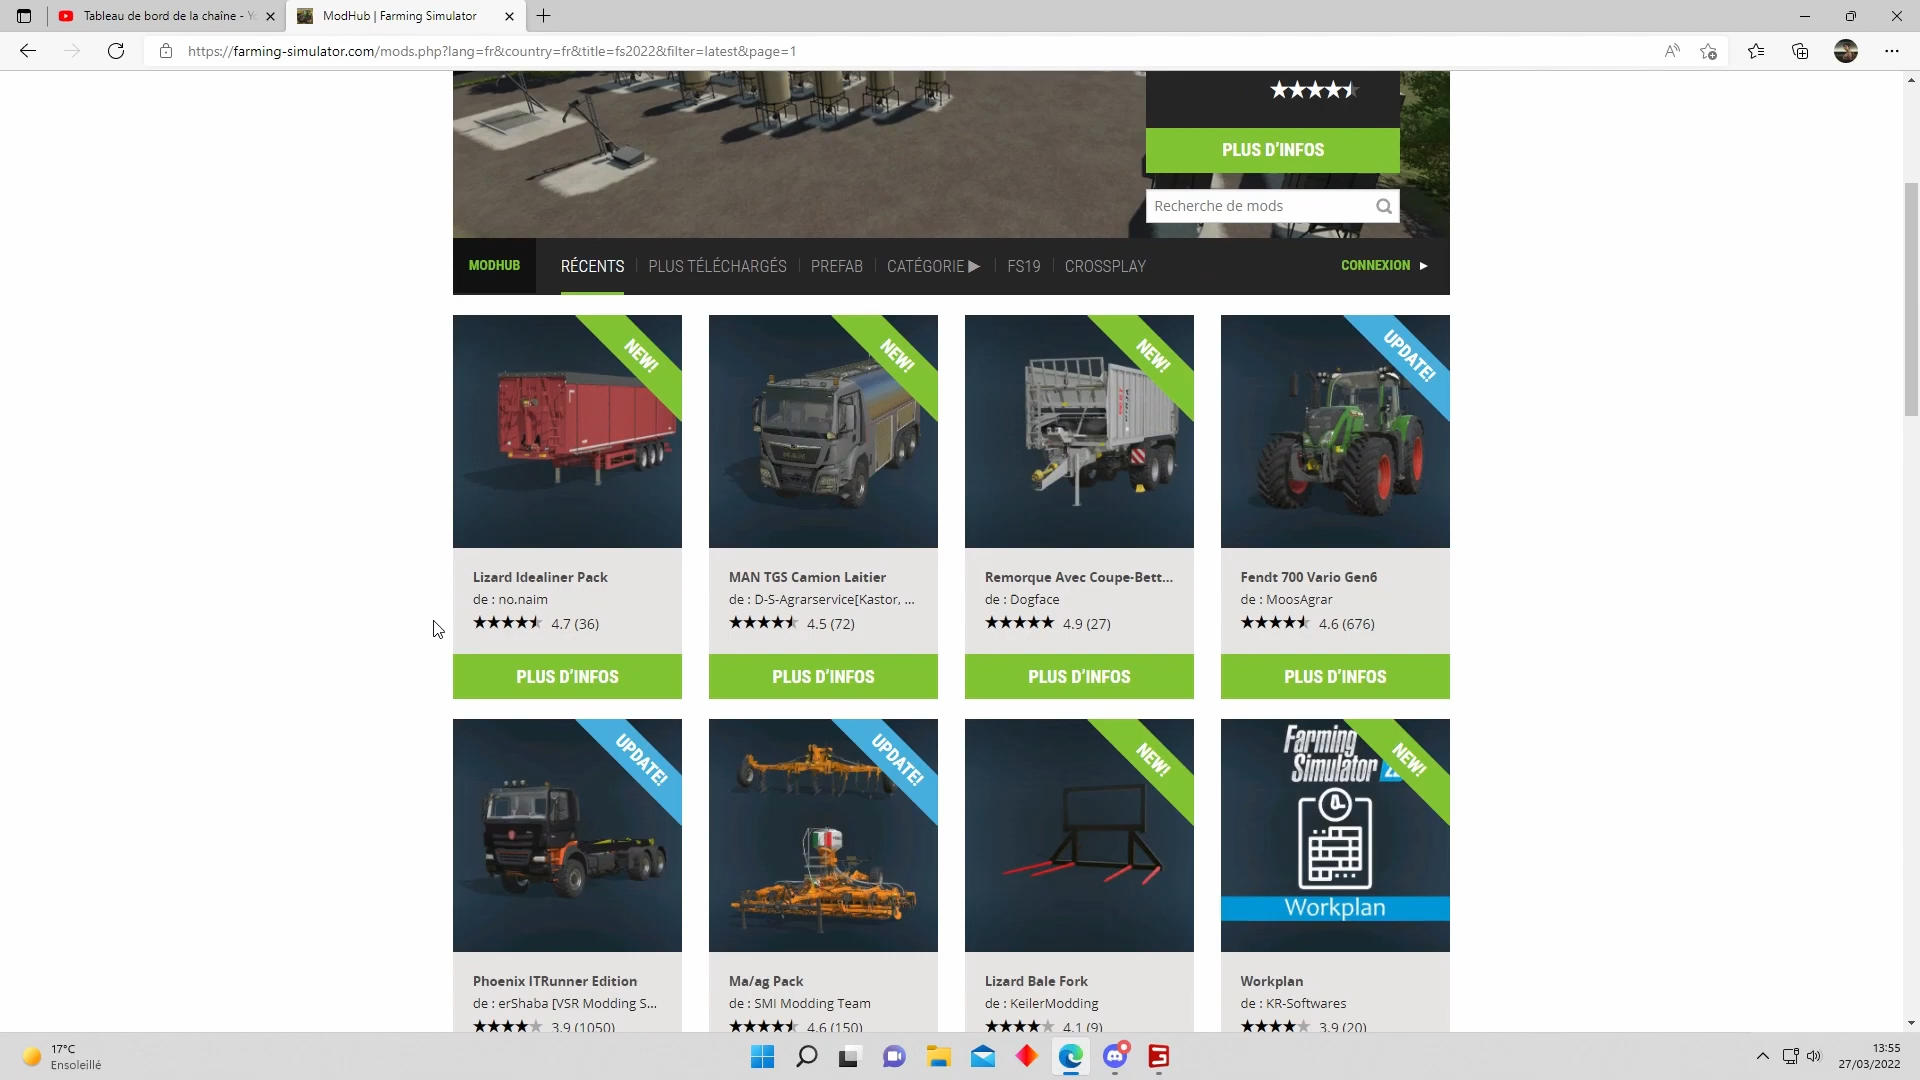 Tableau de bord de la chaîne - Yo
ModHub | Farming Simulator
https://farming-simulator.com/mods.php?lang=fr&country=fr&title=fs2022&filter=latest&page=1
PLUS D'INFOS
Recherche de mods
MODHUB
RÉCENTS
PLUS TÉLÉCHARGÉS
PREFAB
CATÉGORIE ▶
FS19
CROSSPLAY
CONNEXION ▶
NEW!
NEW!
NEW!
UPDATE!
Lizard Idealiner Pack
de : no.naim
4.7 (36)
PLUS D'INFOS
MAN TGS Camion Laitier
de : D-S-Agrarservice[Kastor, ...
4.5 (72)
PLUS D'INFOS
Remorque Avec Coupe-Bett...
de : Dogface
4.9 (27)
PLUS D'INFOS
Fendt 700 Vario Gen6
de : MoosAgrar
4.6 (676)
PLUS D'INFOS
UPDATE!
UPDATE!
NEW!
Farming
Simulator 22
NEW!
Workplan
Phoenix ITRunner Edition
de : erShaba [VSR Modding S...
3.9 (1050)
Ma/ag Pack
de : SMI Modding Team
4.6 (150)
Lizard Bale Fork
de : KeilerModding
4.1 (9)
Workplan
de : KR-Softwares
3.9 (20)
17°C
Ensoleillé
13:55
27/03/2022